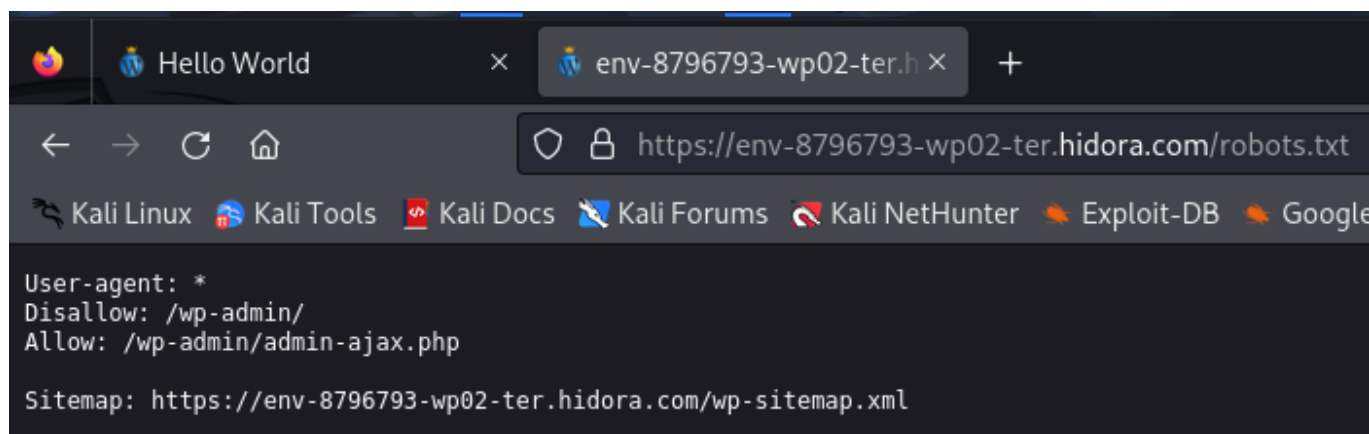 Hello World
env-8796793-wp02-ter.h
https://env-8796793-wp02-ter.hidora.com/robots.txt
Kali Linux Kali Tools Kali Docs Kali Forums Kali NetHunter Exploit-DB Google
User-agent: *
Disallow: /wp-admin/
Allow: /wp-admin/admin-ajax.php
Sitemap: https://env-8796793-wp02-ter.hidora.com/wp-sitemap.xml